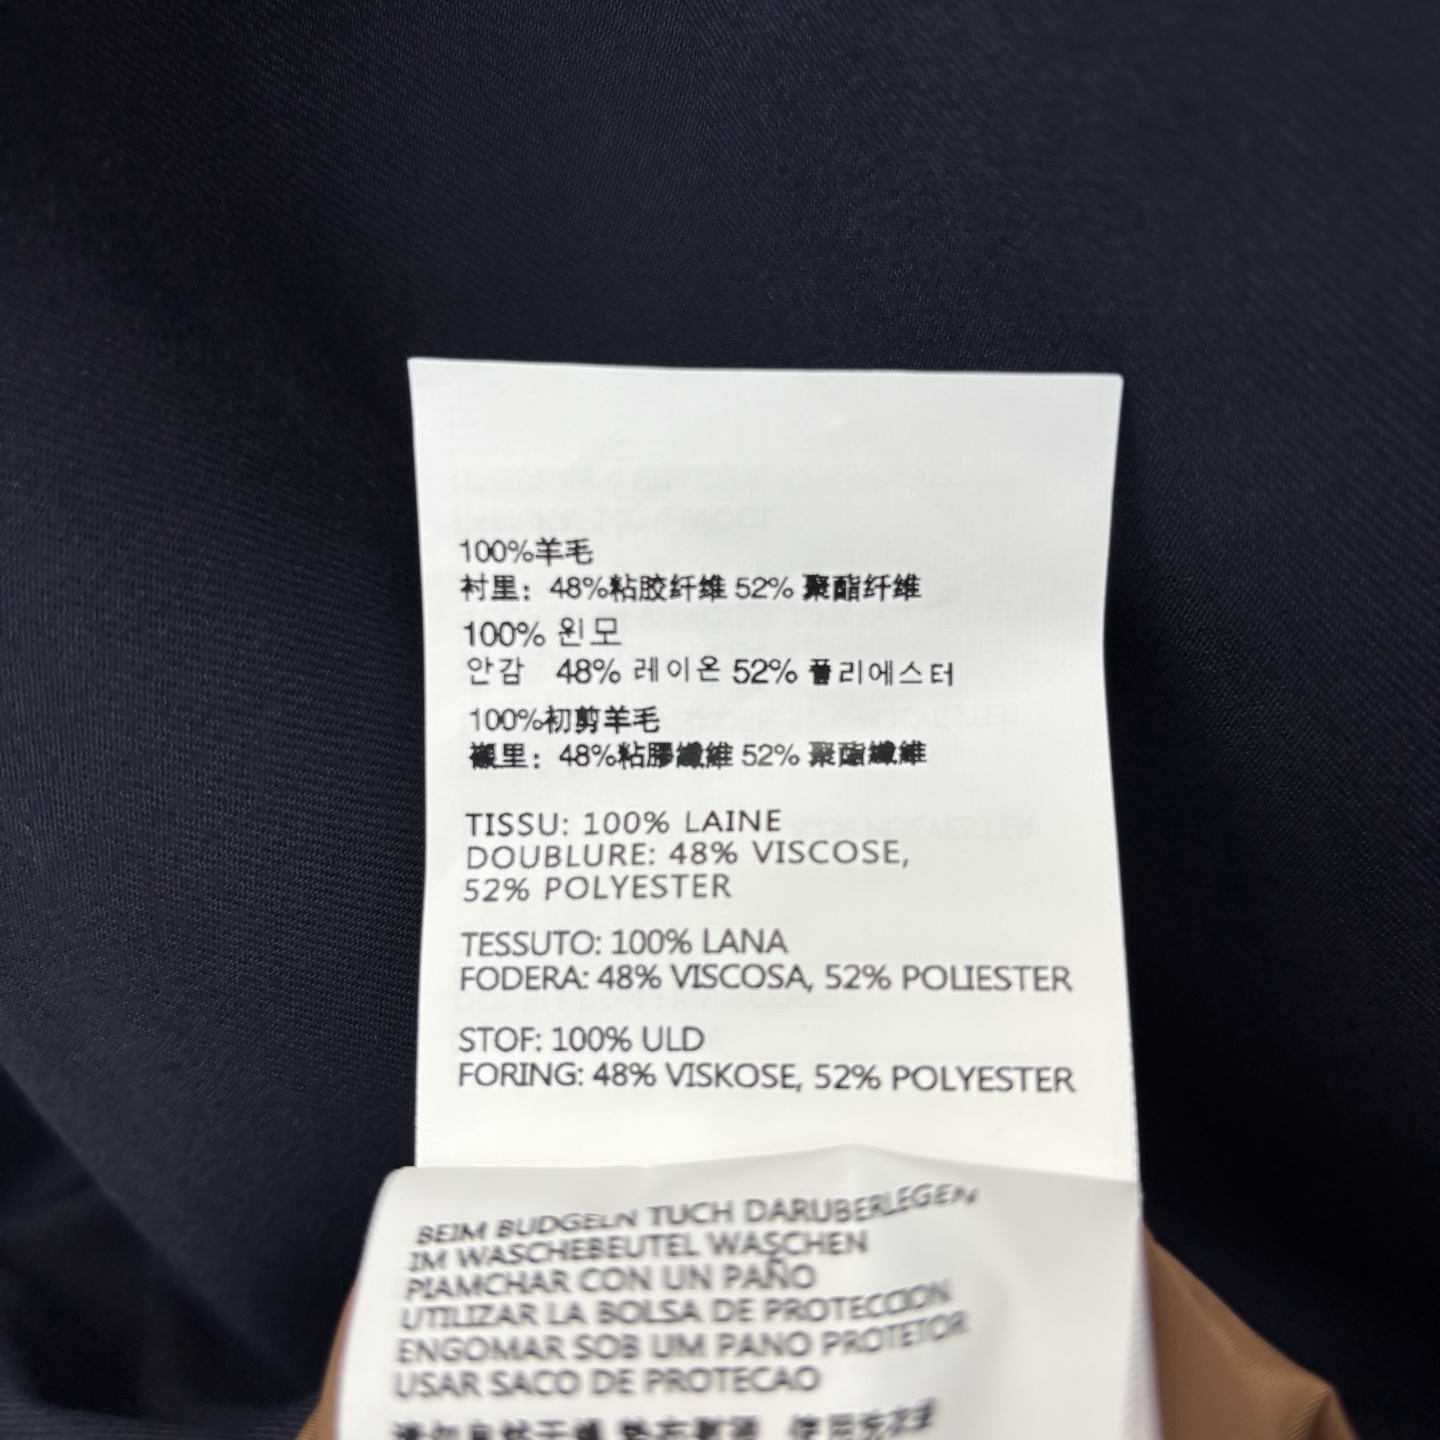 100%羊毛
衬里：48%粘胶纤维 52% 聚酯纤维
100% 윈모
안감 48% 레이온 52% 폴리에스터
100%初剪羊毛
襯里：48%粘膠纖維 52% 聚酯纖維
TISSU: 100% LAINE
DOUBLURE: 48% VISCOSE,
52% POLYESTER
TESSUTO: 100% LANA
FODERA: 48% VISCOSA, 52% POLIESTER
STOF: 100% ULD
FORING: 48% VISKOSE, 52% POLYESTER
BEIM BUDGELN TUCH DARUBERLEGEN
IM WASCHEBEUTEL WASCHEN
PIAMCHAR CON UN PAÑO
UTILIZAR LA BOLSA DE PROTECCION
ENGOMAR SOB UM PANO PROTETOR
USAR SACO DE PROTECAO